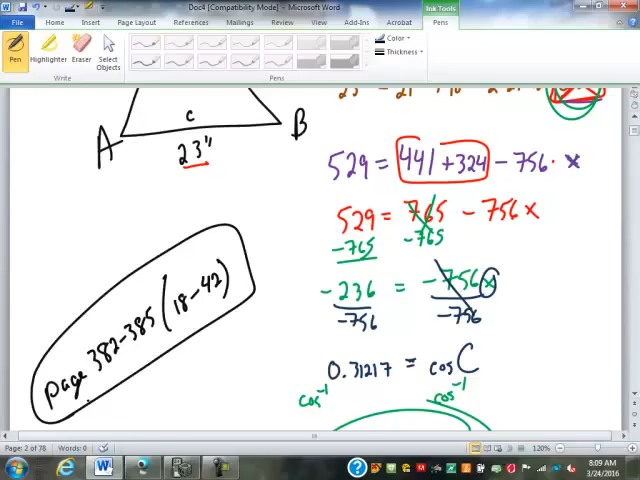 Doc4 [Compatibility Mode] - Microsoft Word
Ink Tools
File Home Insert Page Layout References Mailings Review View Add-Ins Acrobat Pens
Pen Highlighter Eraser Select Objects
Color
Thickness
Write
Pens
A
c
B
23"
529 = 441 + 324 - 756 · x
529 = 765 - 756x
-765 -765
-236 = -756x
-756 -756
0.31217 = cos C
cos⁻¹ cos⁻¹
page 382-385 (18-42)
Page: 2 of 78 Words: 0
120%
8:09 AM
3/24/2016